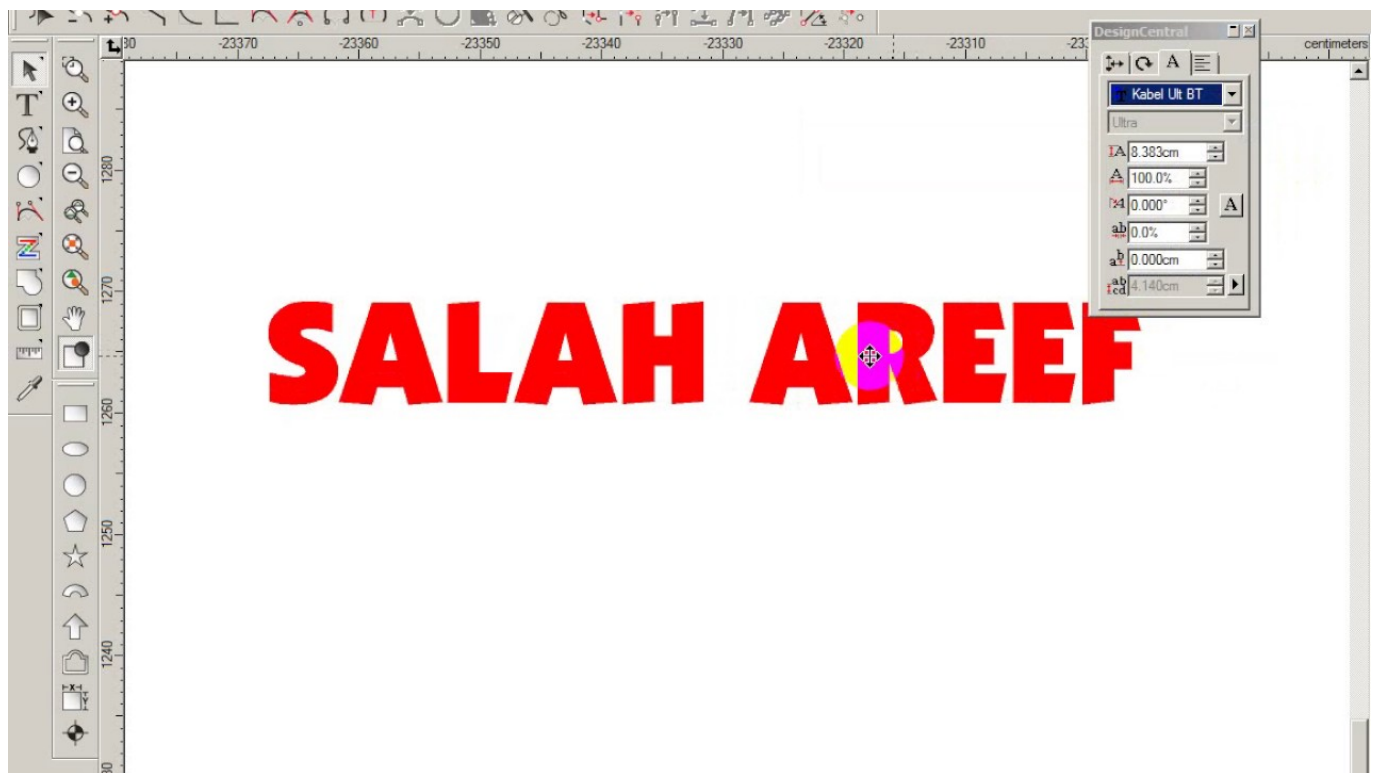 -23370 -23360 -23350 -23340 -23330 -23320 -23310 centimeters
DesignCentral
A
T Kabel Ult BT
Ultra
8.383cm
100.0%
0.000°
A
0.0%
0.000cm
4.140cm
1280
1270
1260
1250
1240
SALAH AREEF